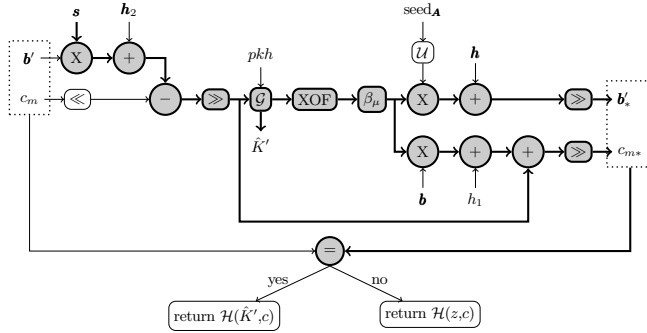 s h₂ seed_A
b′ X + pkh 𝒰 h
c_m ≪ − ≫ 𝒢 XOF β_μ X + ≫ b′_*
K̂′ X + + ≫ c_m*
b h₁
=
yes no
return ℋ(K̂′,c) return ℋ(z,c)